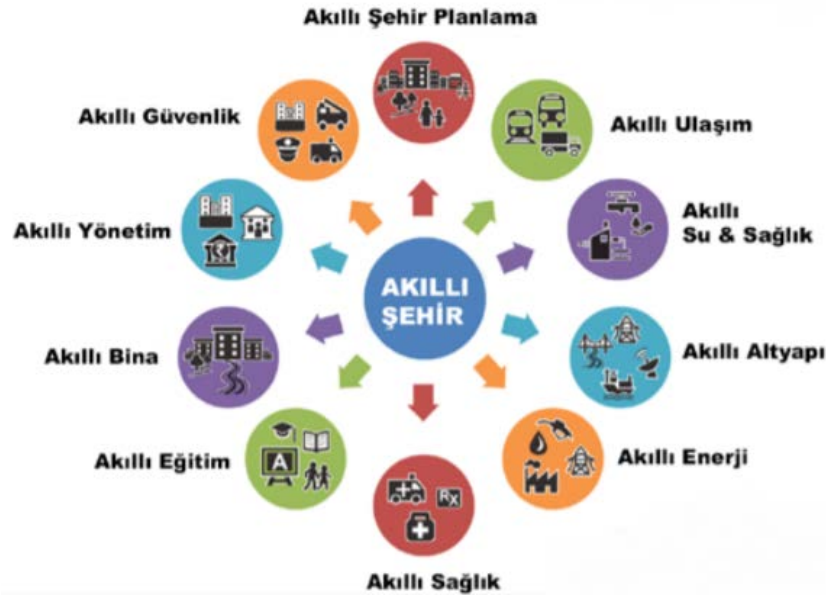 Akıllı Şehir Planlama
Akıllı Güvenlik
Akıllı Ulaşım
Akıllı Yönetim
Akıllı
Su & Sağlık
AKILLI
ŞEHİR
Akıllı Bina
Akıllı Altyapı
Akıllı Eğitim
A
Akıllı Enerji
Rx
Akıllı Sağlık